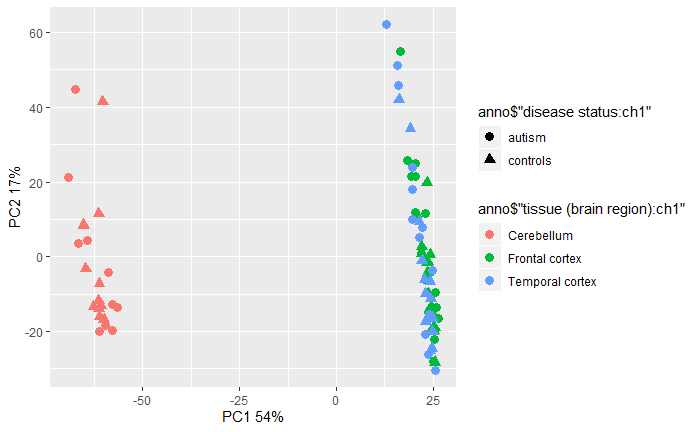 60
40
20
0
-20
-50
-25
0
25
PC1 54%
PC2 17%
anno$"disease status:ch1"
autism
controls
anno$"tissue (brain region):ch1"
Cerebellum
Frontal cortex
Temporal cortex